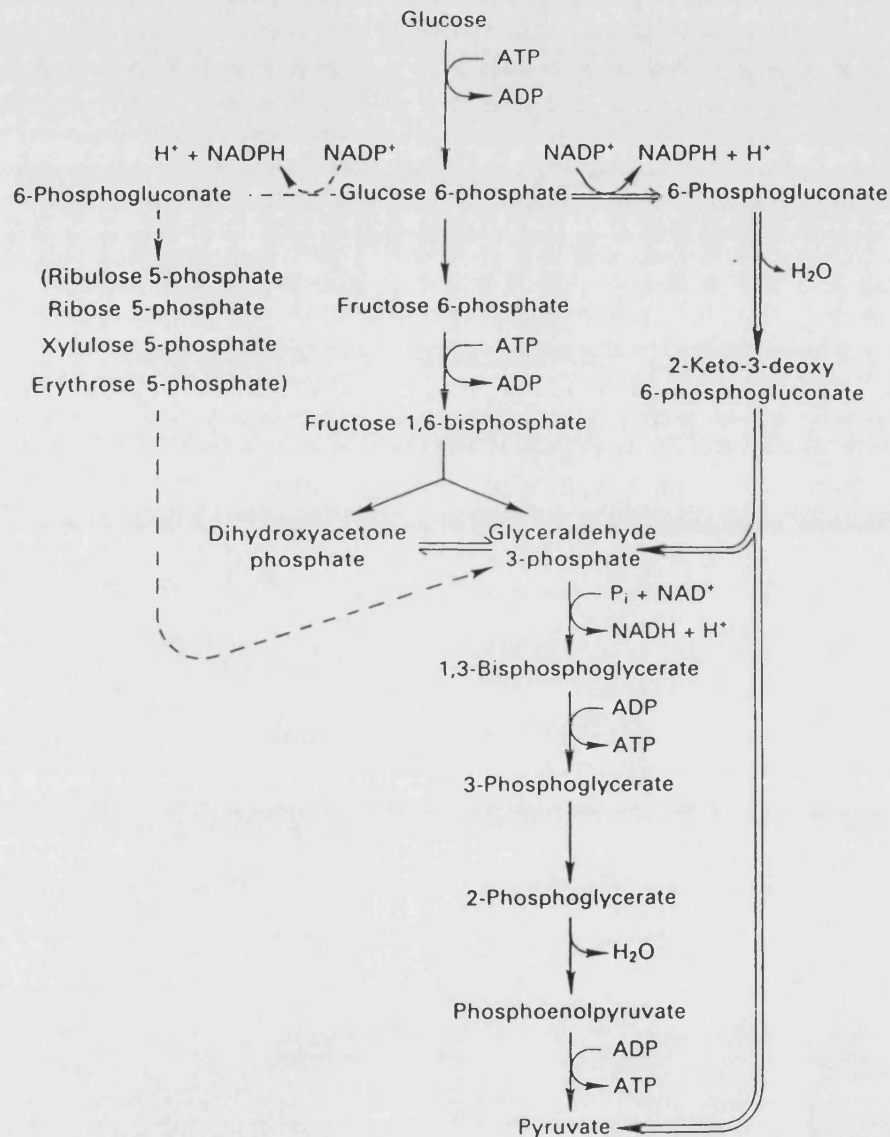 Glucose
ATP
ADP
H⁺ + NADPH NADP⁺ NADP⁺ NADPH + H⁺
6-Phosphogluconate Glucose 6-phosphate 6-Phosphogluconate
H₂O
(Ribulose 5-phosphate
Ribose 5-phosphate Fructose 6-phosphate
Xylulose 5-phosphate ATP
Erythrose 5-phosphate) ADP
2-Keto-3-deoxy
6-phosphogluconate
Fructose 1,6-bisphosphate
Dihydroxyacetone
phosphate
Glyceraldehyde
3-phosphate
Pᵢ + NAD⁺
NADH + H⁺
1,3-Bisphosphoglycerate
ADP
ATP
3-Phosphoglycerate
2-Phosphoglycerate
H₂O
Phosphoenolpyruvate
ADP
ATP
Pyruvate